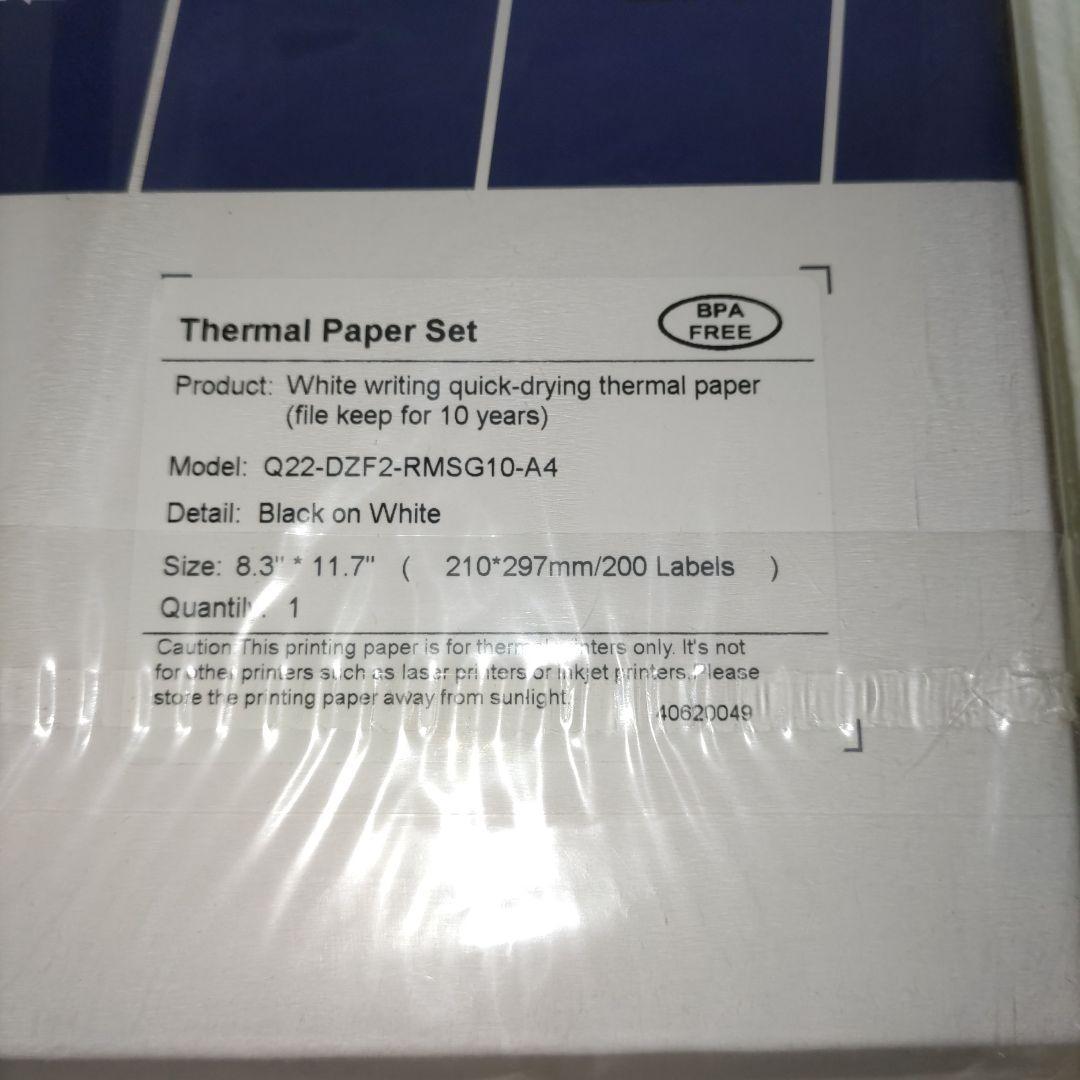 Thermal Paper Set
BPA
FREE
Product: White writing quick-drying thermal paper
(file keep for 10 years)
Model: Q22-DZF2-RMSG10-A4
Detail: Black on White
Size: 8.3" * 11.7" ( 210*297mm/200 Labels )
Quantily: 1
Caution:This printing paper is for thermal printers only. It's not
for other printers such as laser printers or inkjet printers.Please
store the printing paper away from sunlight.
40620049